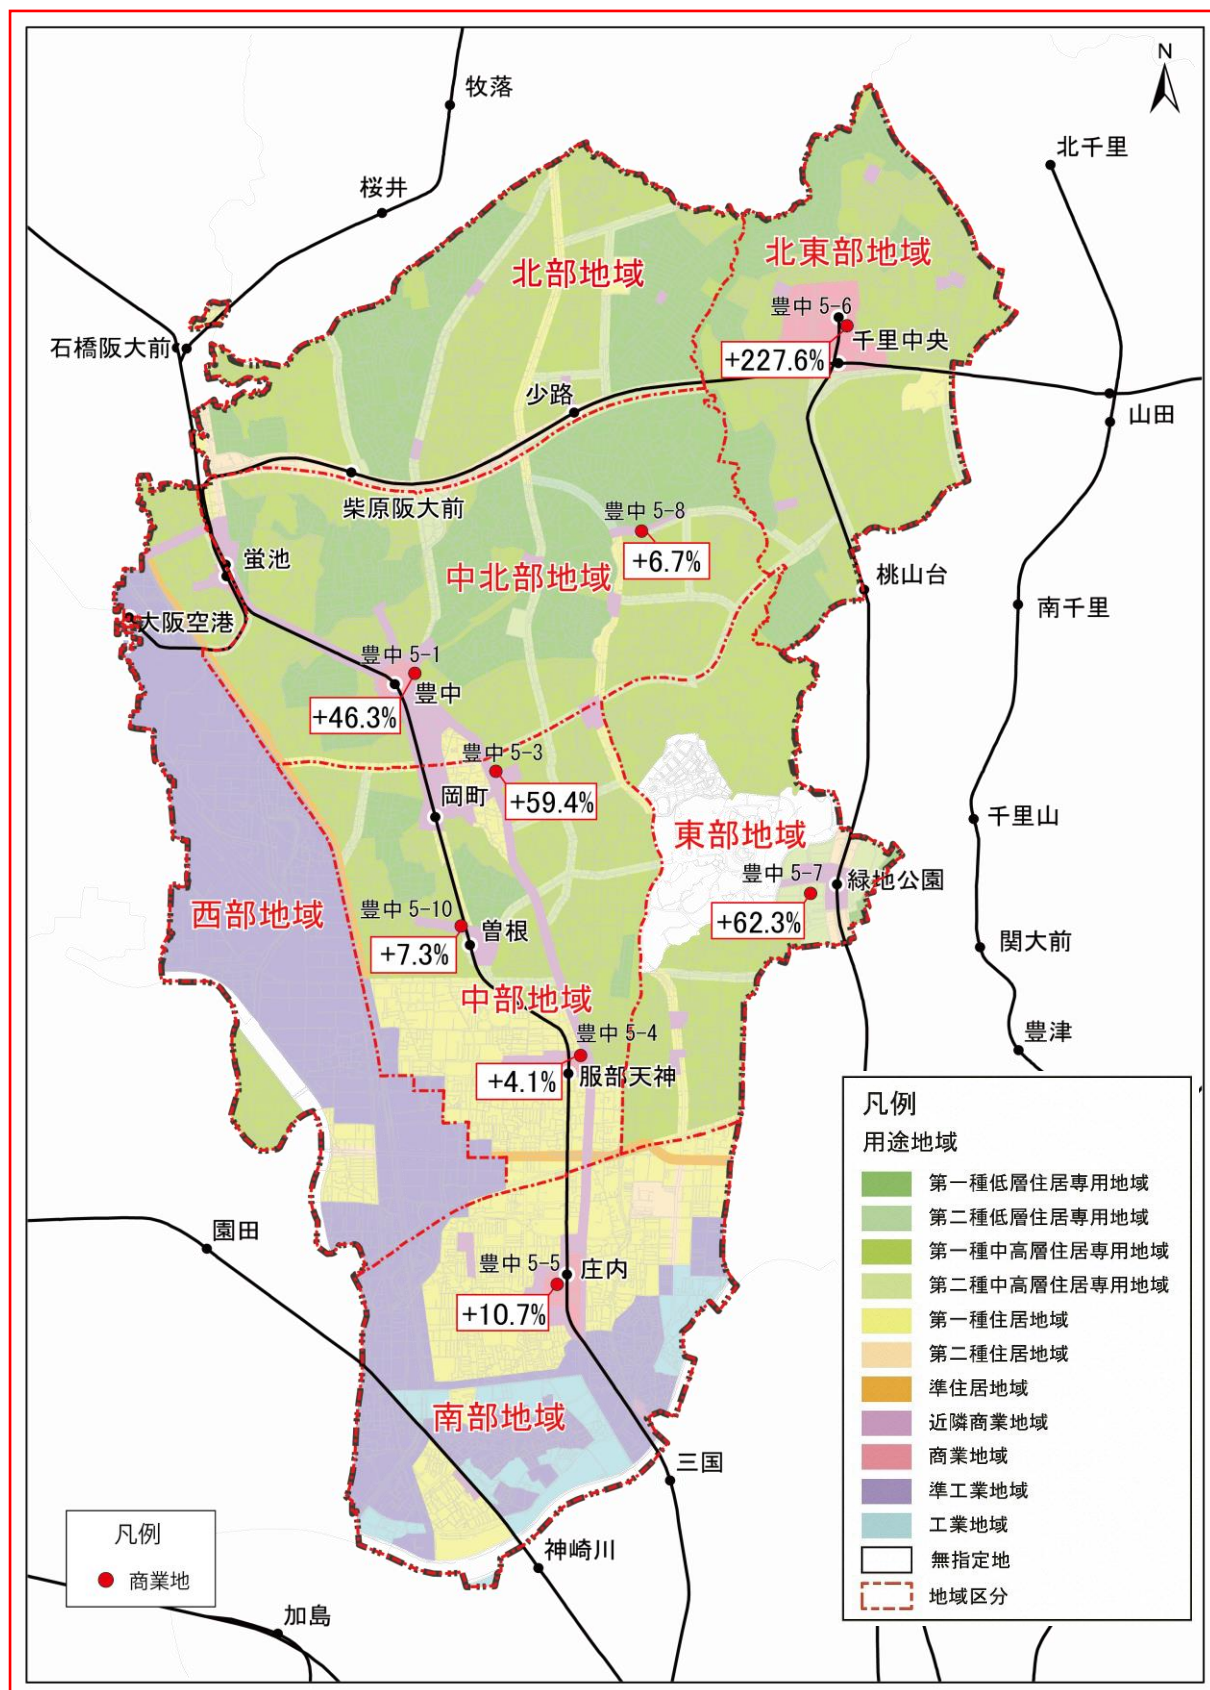 N
牧落
北千里
桜井
北東部地域
北部地域
豊中 5-6
石橋阪大前
千里中央
+227.6%
少路
山田
柴原阪大前
豊中 5-8
+6.7%
蛍池
中北部地域
桃山台
大阪空港
南千里
豊中 5-1
豊中
+46.3%
豊中 5-3
+59.4%
岡町
千里山
東部地域
豊中 5-7
緑地公園
西部地域
豊中 5-10
+62.3%
曽根
+7.3%
関大前
中部地域
豊中 5-4
豊津
+4.1%
服部天神
園田
豊中 5-5
庄内
+10.7%
南部地域
三国
神崎川
加島
凡例
商業地
凡例
用途地域
第一種低層住居専用地域
第二種低層住居専用地域
第一種中高層住居専用地域
第二種中高層住居専用地域
第一種住居地域
第二種住居地域
準住居地域
近隣商業地域
商業地域
準工業地域
工業地域
無指定地
地域区分